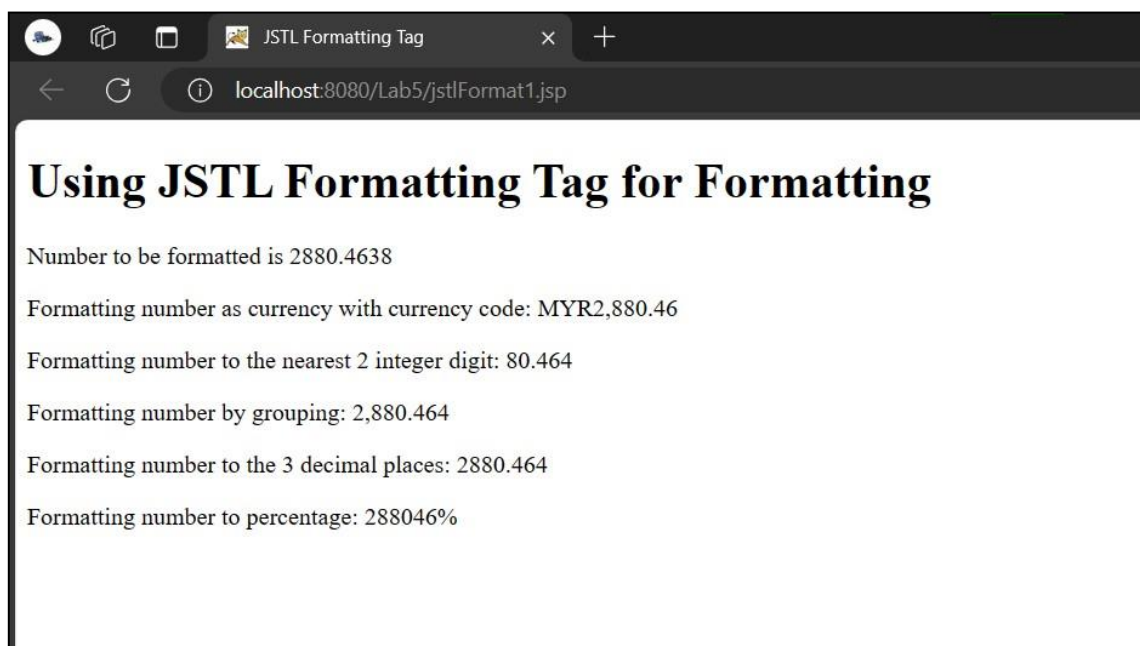 JSTL Formatting Tag
localhost:8080/Lab5/jstlFormat1.jsp
Using JSTL Formatting Tag for Formatting
Number to be formatted is 2880.4638
Formatting number as currency with currency code: MYR2,880.46
Formatting number to the nearest 2 integer digit: 80.464
Formatting number by grouping: 2,880.464
Formatting number to the 3 decimal places: 2880.464
Formatting number to percentage: 288046%